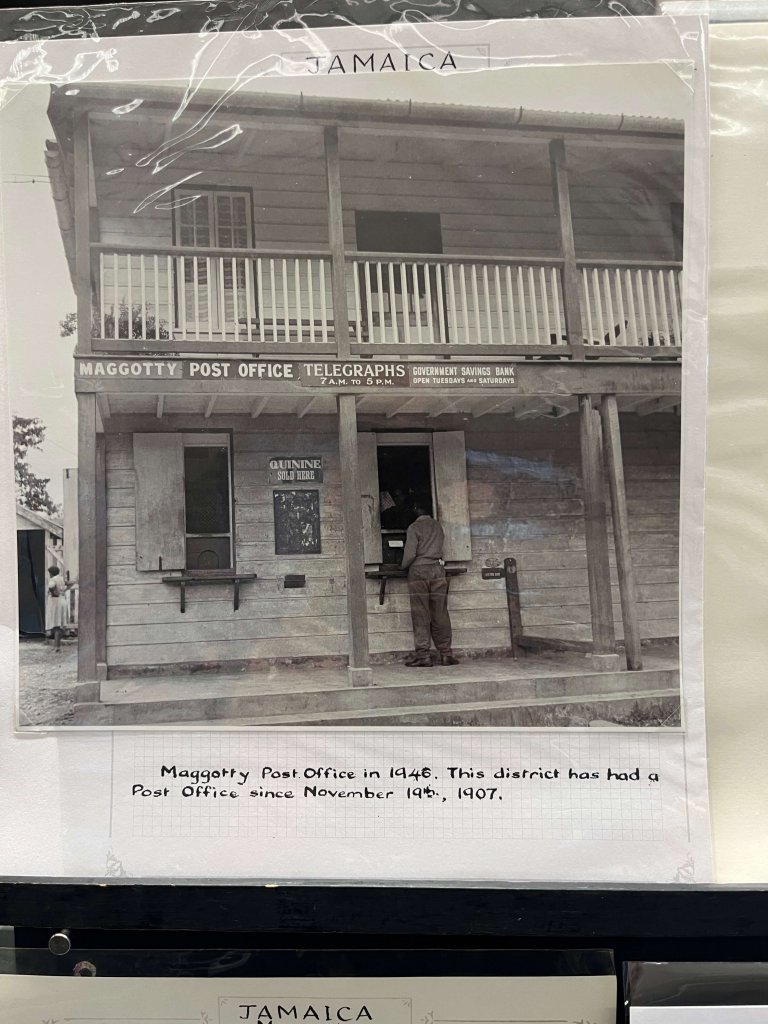 JAMAICA
MAGGOTTY POST OFFICE TELEGRAPHS GOVERNMENT SAVINGS BANK
7 A.M. TO 5 P.M. OPEN TUESDAYS AND SATURDAYS
QUININE
SOLD HERE
Maggotty Post Office in 1946. This district has had a
Post Office since November 19th, 1907.
JAMAICA